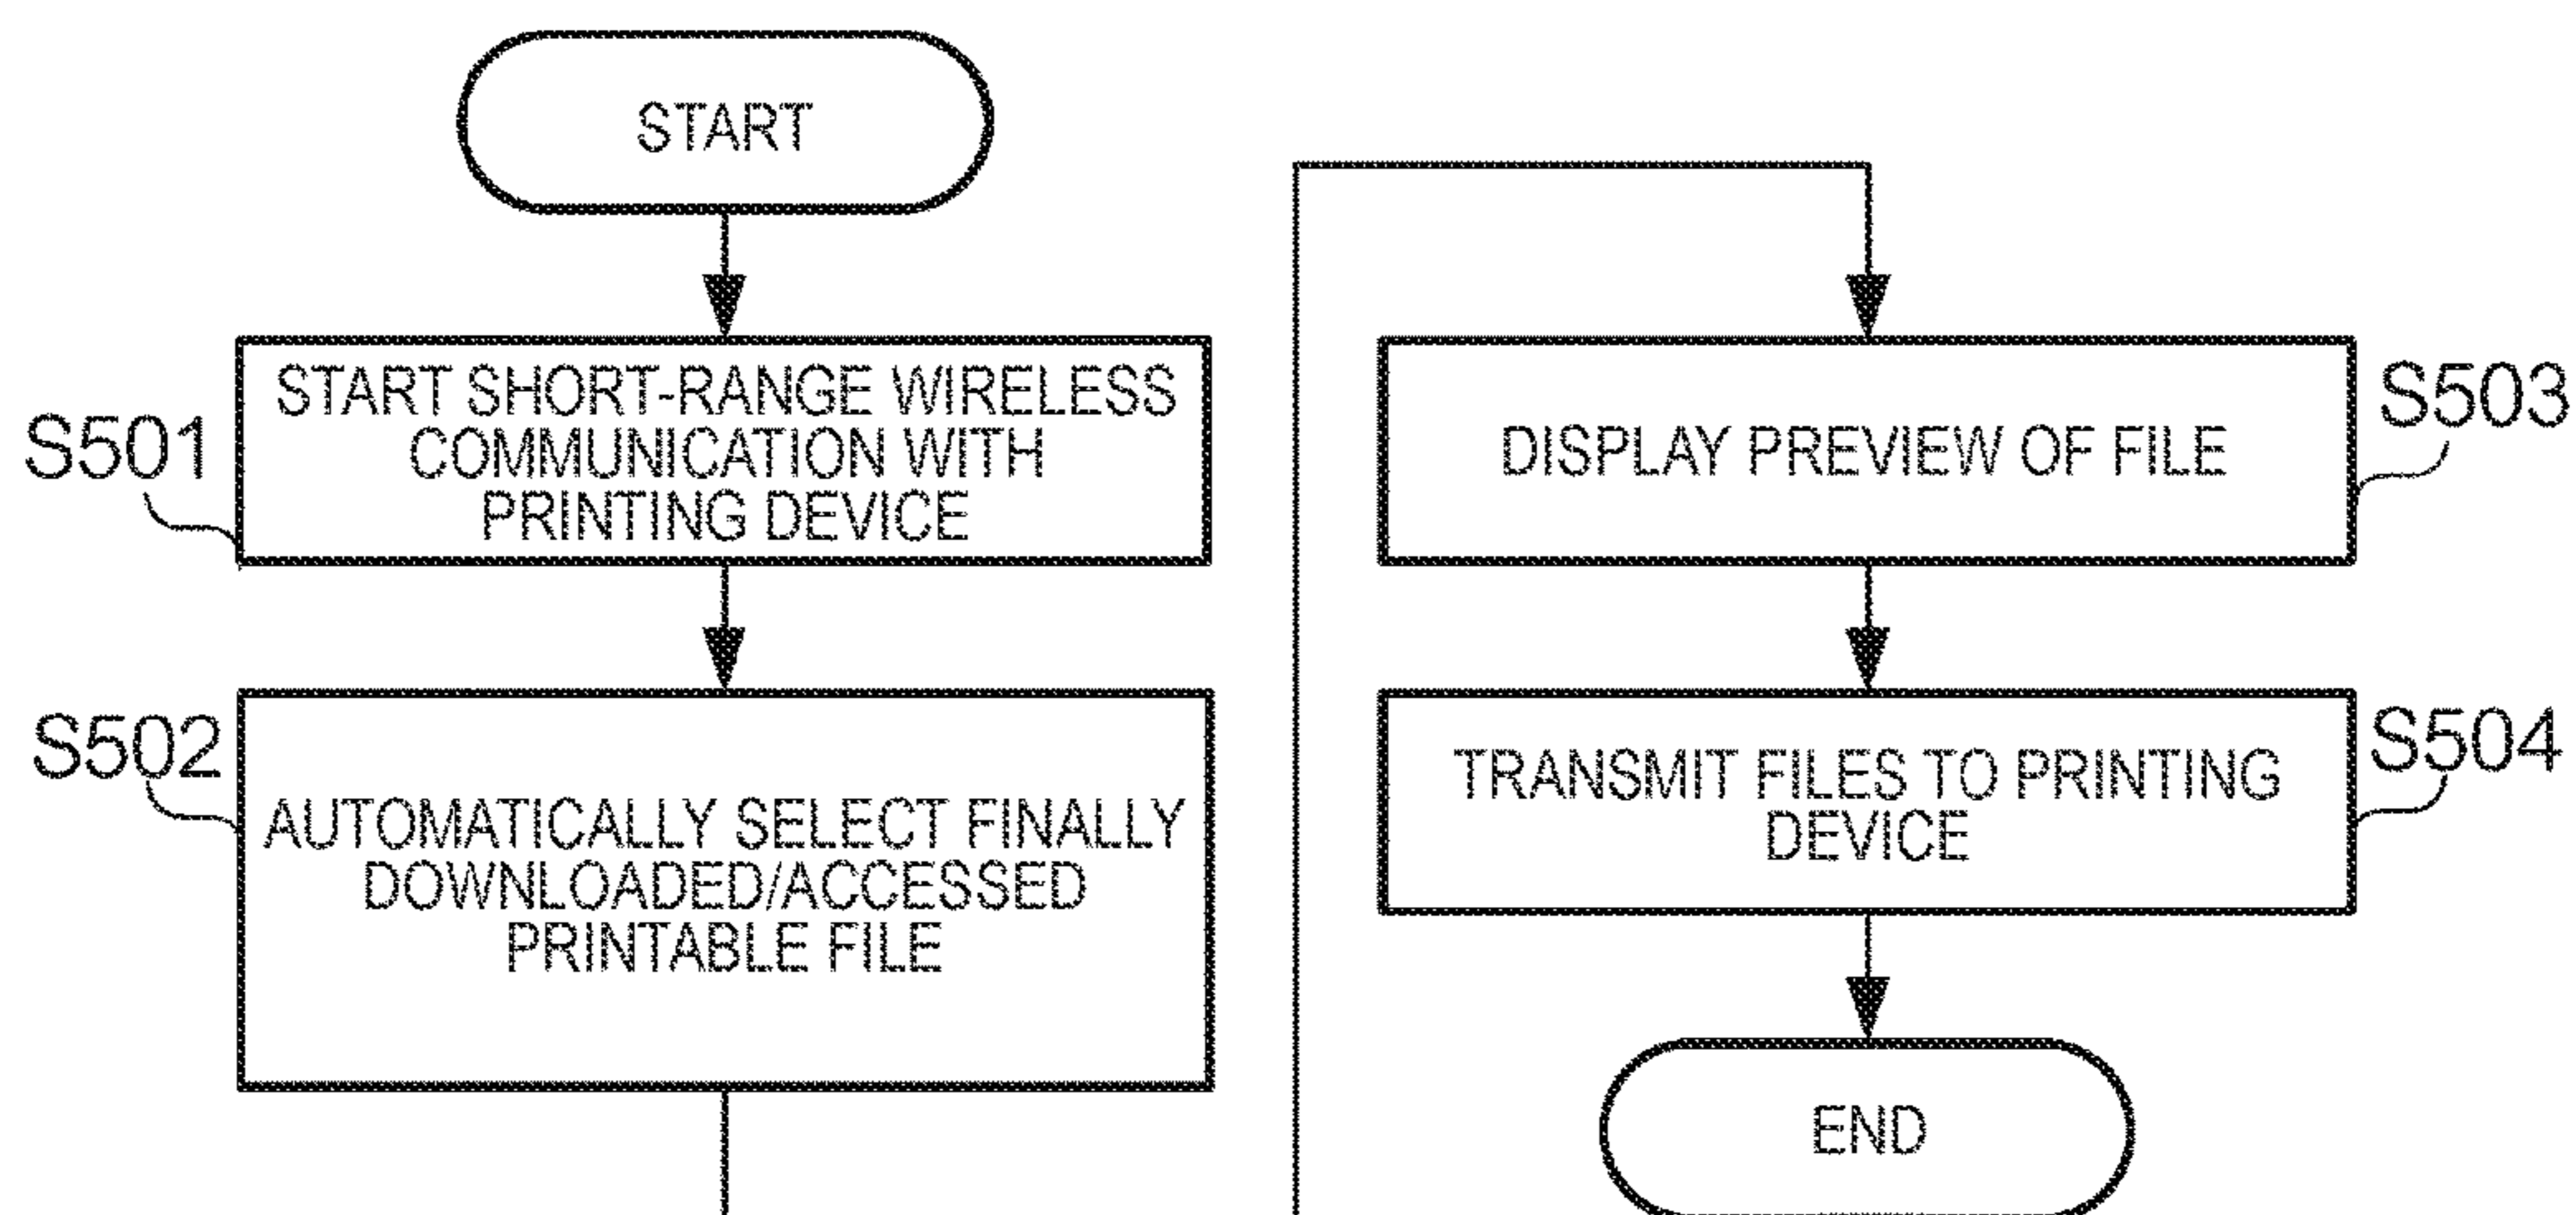 START
S501
START SHORT-RANGE WIRELESS
COMMUNICATION WITH
PRINTING DEVICE
S502
AUTOMATICALLY SELECT FINALLY
DOWNLOADED/ACCESSED
PRINTABLE FILE
S503
DISPLAY PREVIEW OF FILE
S504
TRANSMIT FILES TO PRINTING
DEVICE
END